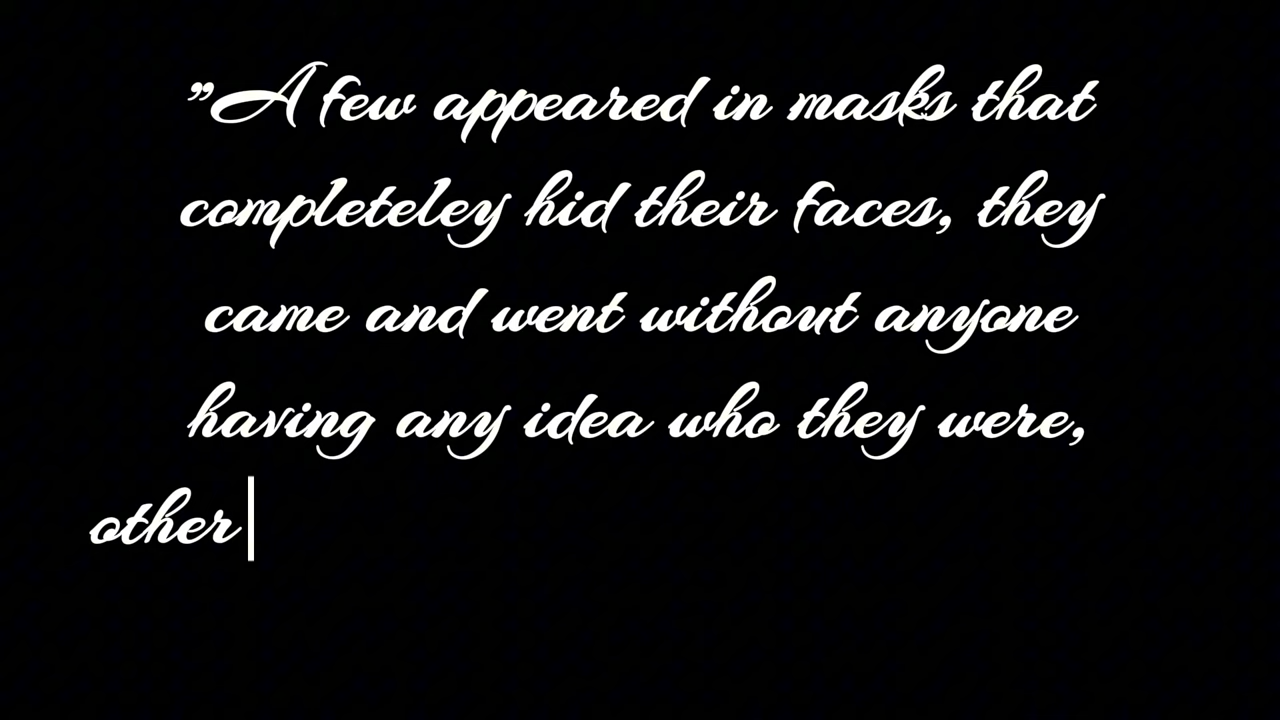 ”A few appeared in masks that
completeley hid their faces, they
came and went without anyone
having any idea who they were,
other